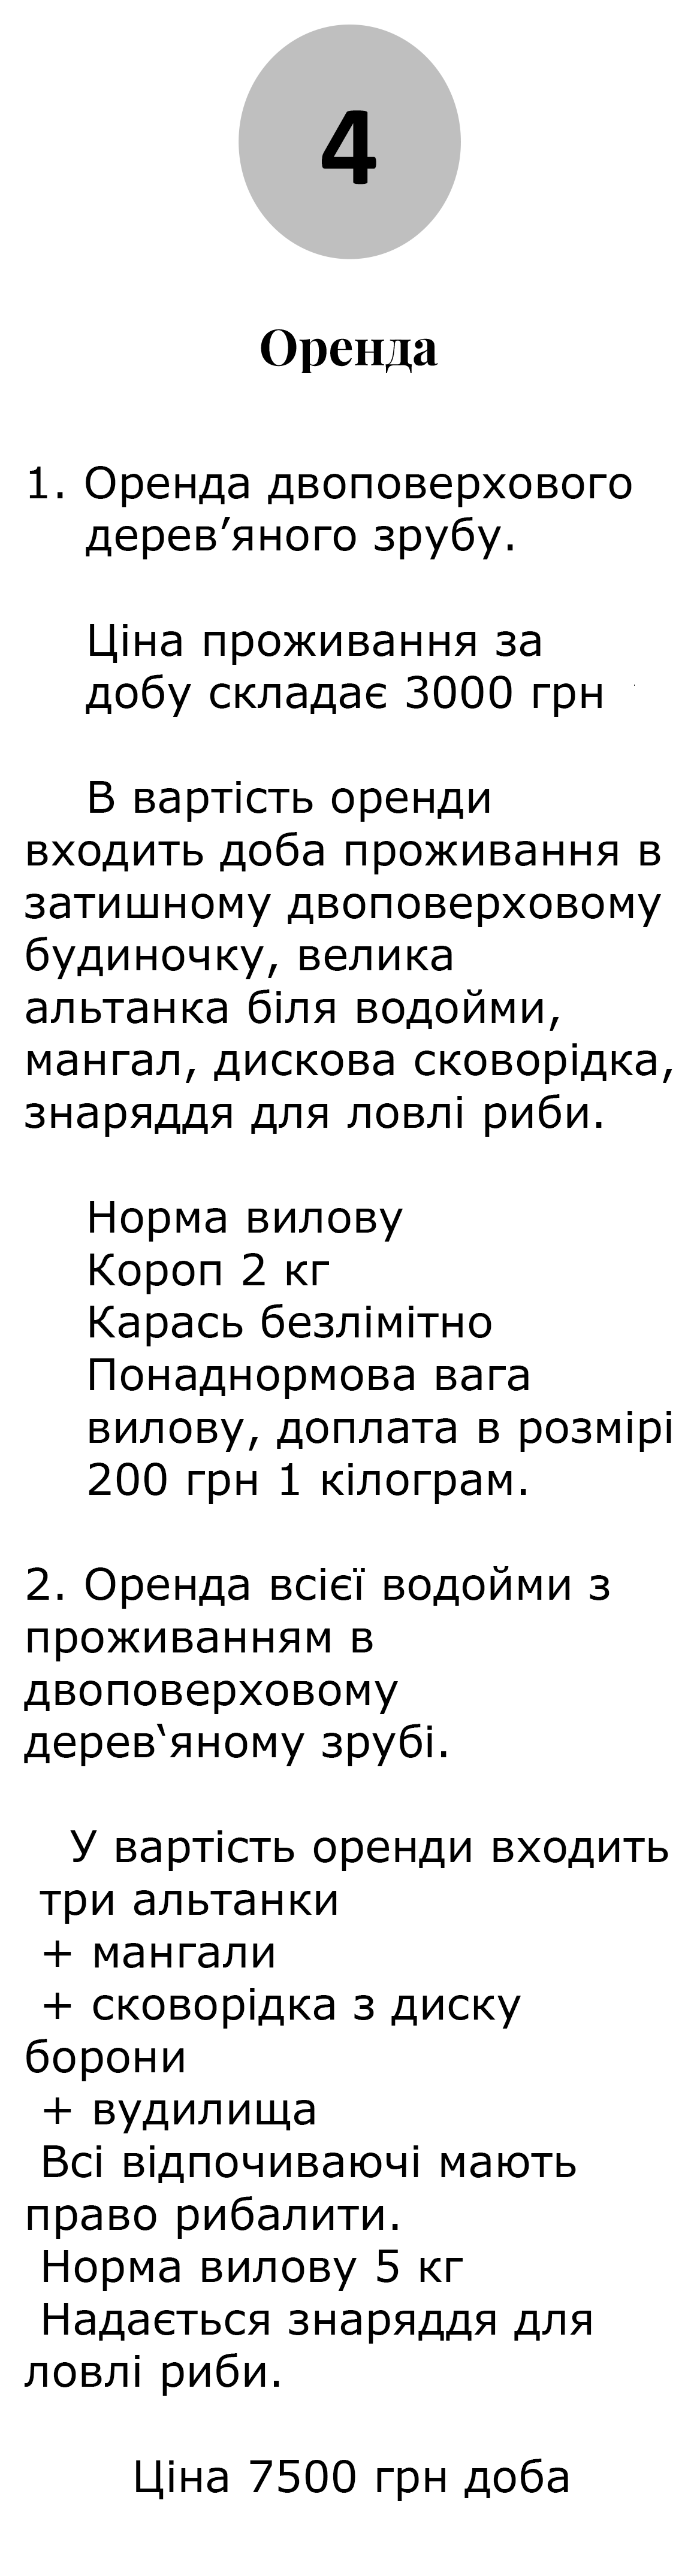 4
Оренда
1. Оренда двоповерхового
дерев’яного зрубу.
Ціна проживання за
добу складає 3000 грн
В вартість оренди
входить доба проживання в
затишному двоповерховому
будиночку, велика
альтанка біля водойми,
мангал, дискова сковорідка,
знаряддя для ловлі риби.
Норма вилову
Короп 2 кг
Карась безлімітно
Понаднормова вага
вилову, доплата в розмірі
200 грн 1 кілограм.
2. Оренда всієї водойми з
проживанням в
двоповерховому
дерев‛яному зрубі.
У вартість оренди входить
три альтанки
+ мангали
+ сковорідка з диску
борони
+ вудилища
Всі відпочиваючі мають
право рибалити.
Норма вилову 5 кг
Надається знаряддя для
ловлі риби.
Ціна 7500 грн доба